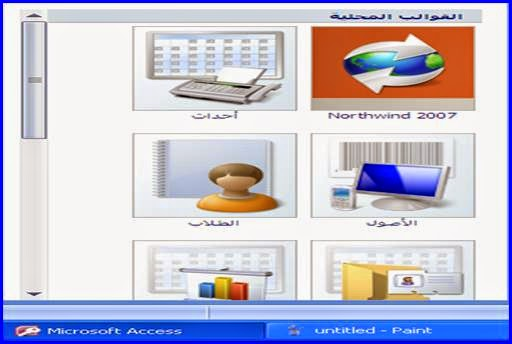 القوالب المحلية
Northwind 2007
أحداث
الأصول
الطلاب
Microsoft Access
untitled - Paint